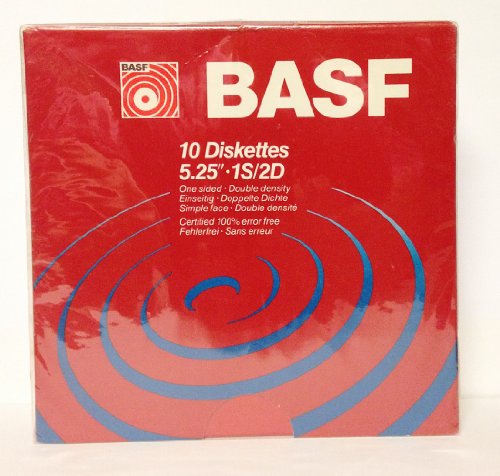 BASF
BASF
10 Diskettes
5.25"·1S/2D
One sided · Double density
Einseitig · Doppelte Dichte
Simple face · Double densité
Certified 100% error free
Fehlerfrei · Sans erreur